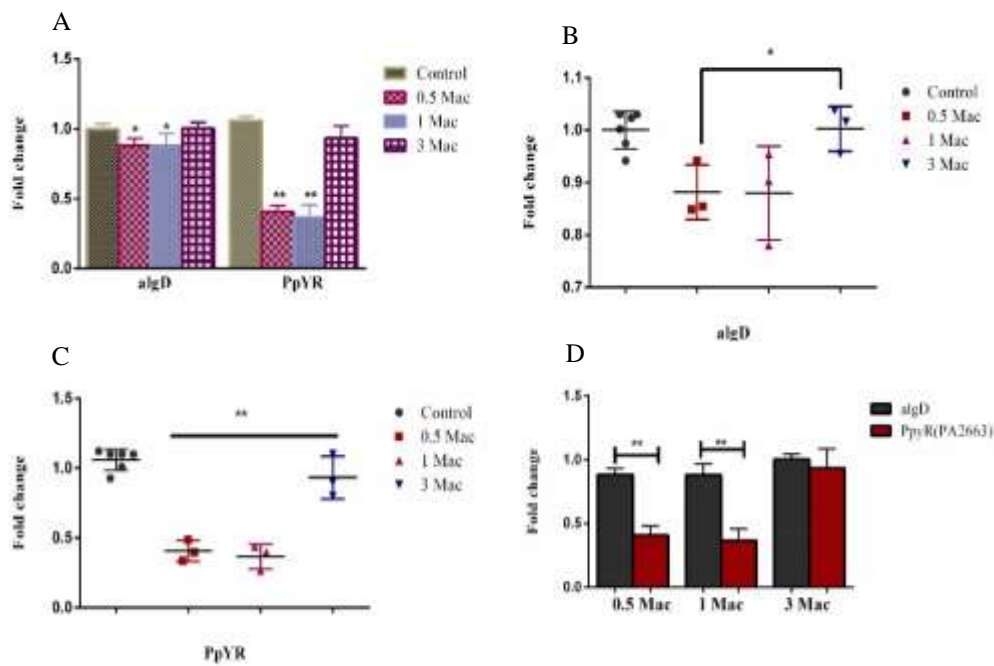 A
Fold change
1.5
1.0
0.5
0.0
* *
** **
algD PpYR
Control
0.5 Mac
1 Mac
3 Mac
B
Fold change
1.1
1.0
0.9
0.8
0.7
*
algD
Control
0.5 Mac
1 Mac
3 Mac
C
Fold change
1.5
1.0
0.5
0.0
**
PpYR
Control
0.5 Mac
1 Mac
3 Mac
D
Fold change
1.5
1.0
0.5
0.0
** **
0.5 Mac 1 Mac 3 Mac
algD
PpyR(PA2663)